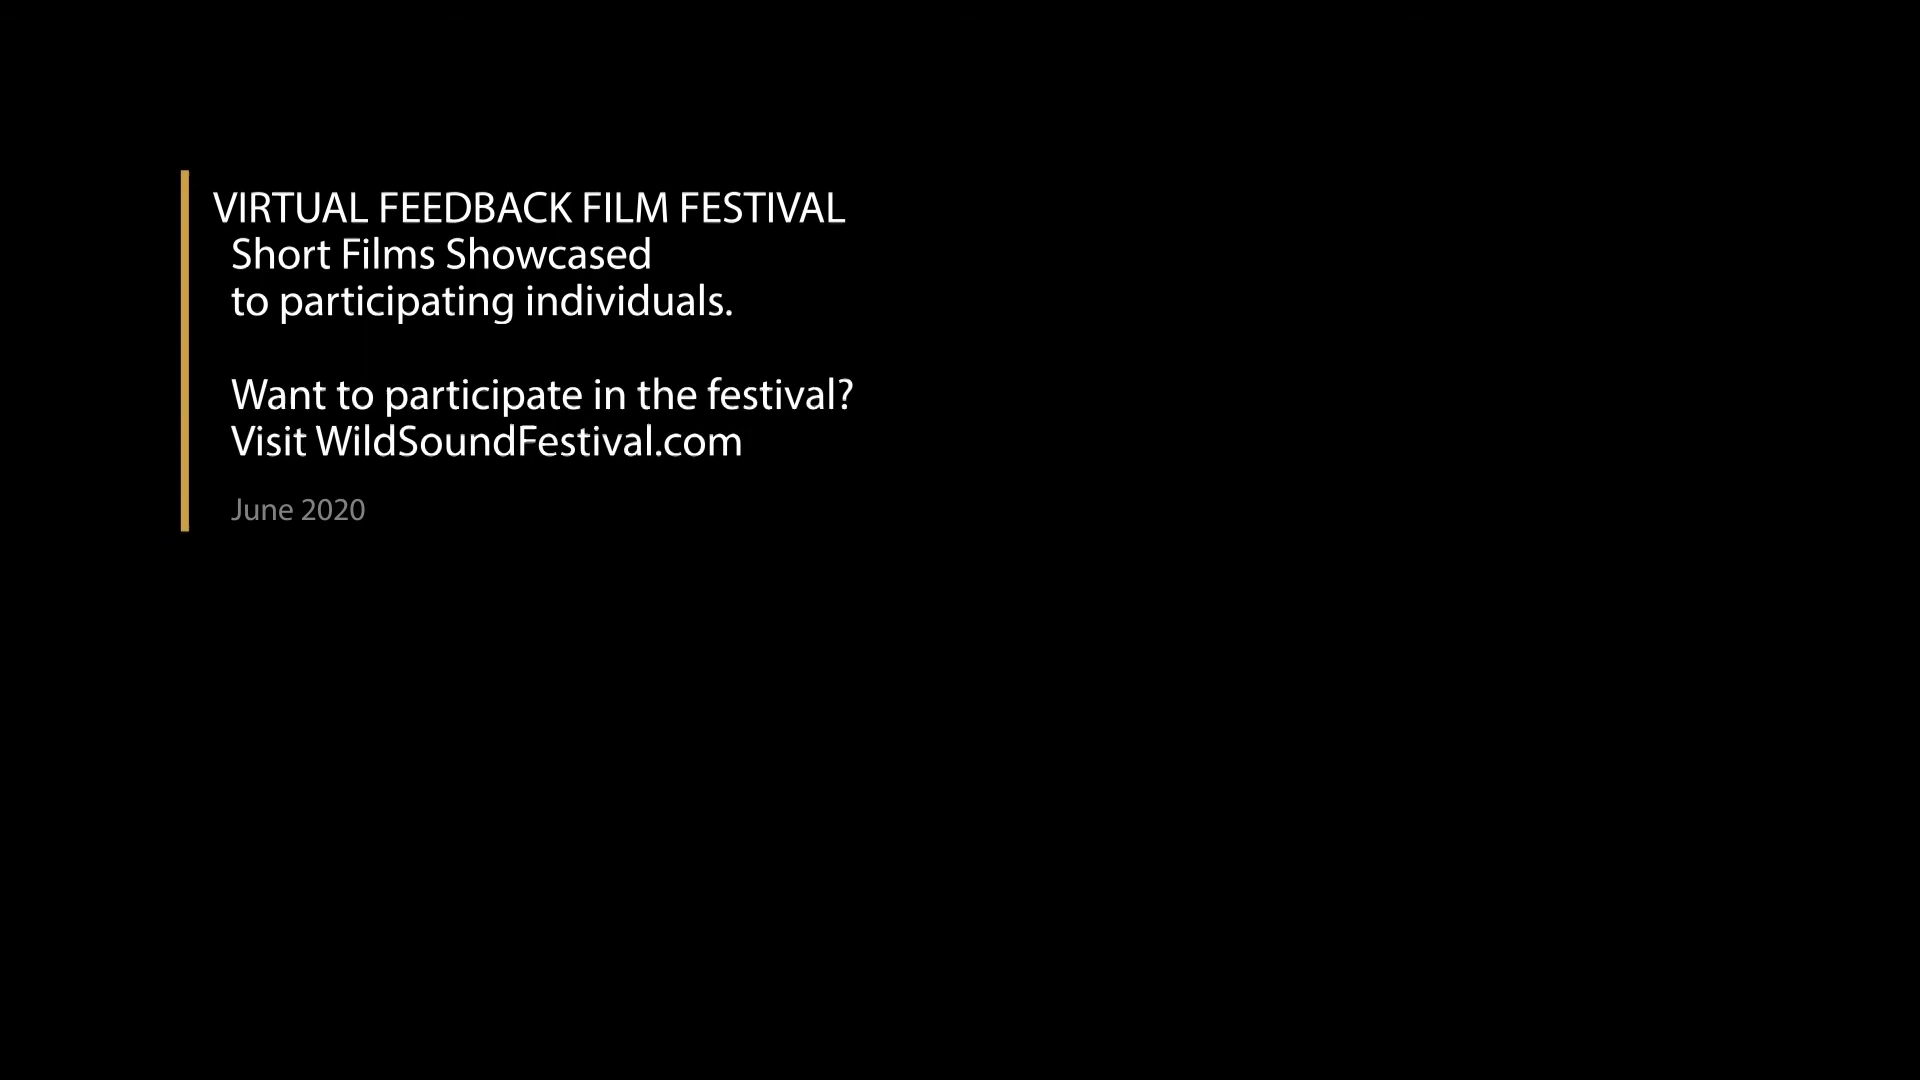 VIRTUAL FEEDBACK FILM FESTIVAL
Short Films Showcased
to participating individuals.
Want to participate in the festival?
Visit WildSoundFestival.com
June 2020